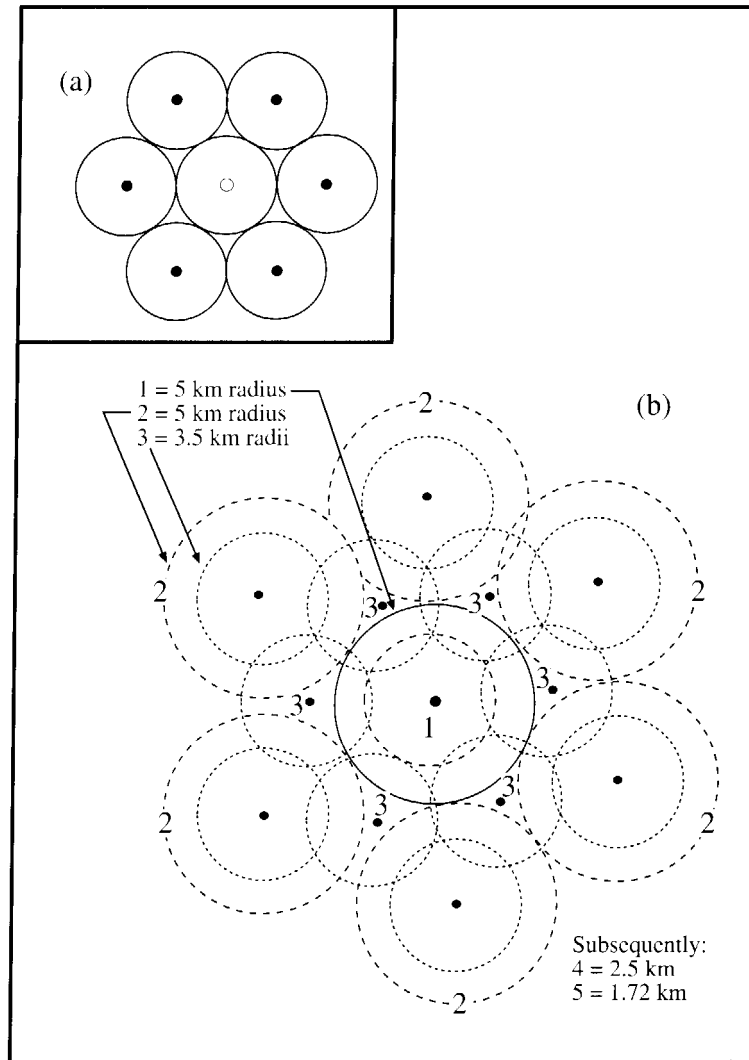 (a)
1 = 5 km radius
2 = 5 km radius
3 = 3.5 km radii
(b)
2
2
2
3
3
3
3
1
3
3
2
2
2
Subsequently:
4 = 2.5 km
5 = 1.72 km